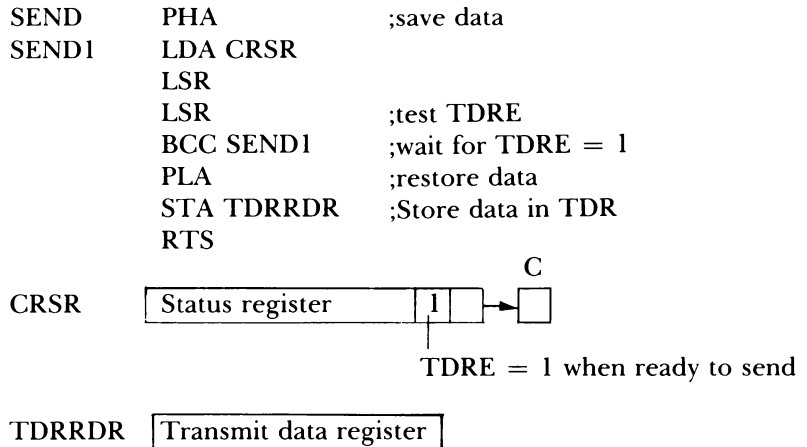 SEND PHA ;save data
SEND1 LDA CRSR
LSR
LSR ;test TDRE
BCC SEND1 ;wait for TDRE = 1
PLA ;restore data
STA TDRRDR ;Store data in TDR
RTS
C
CRSR Status register 1
TDRE = 1 when ready to send
TDRRDR Transmit data register